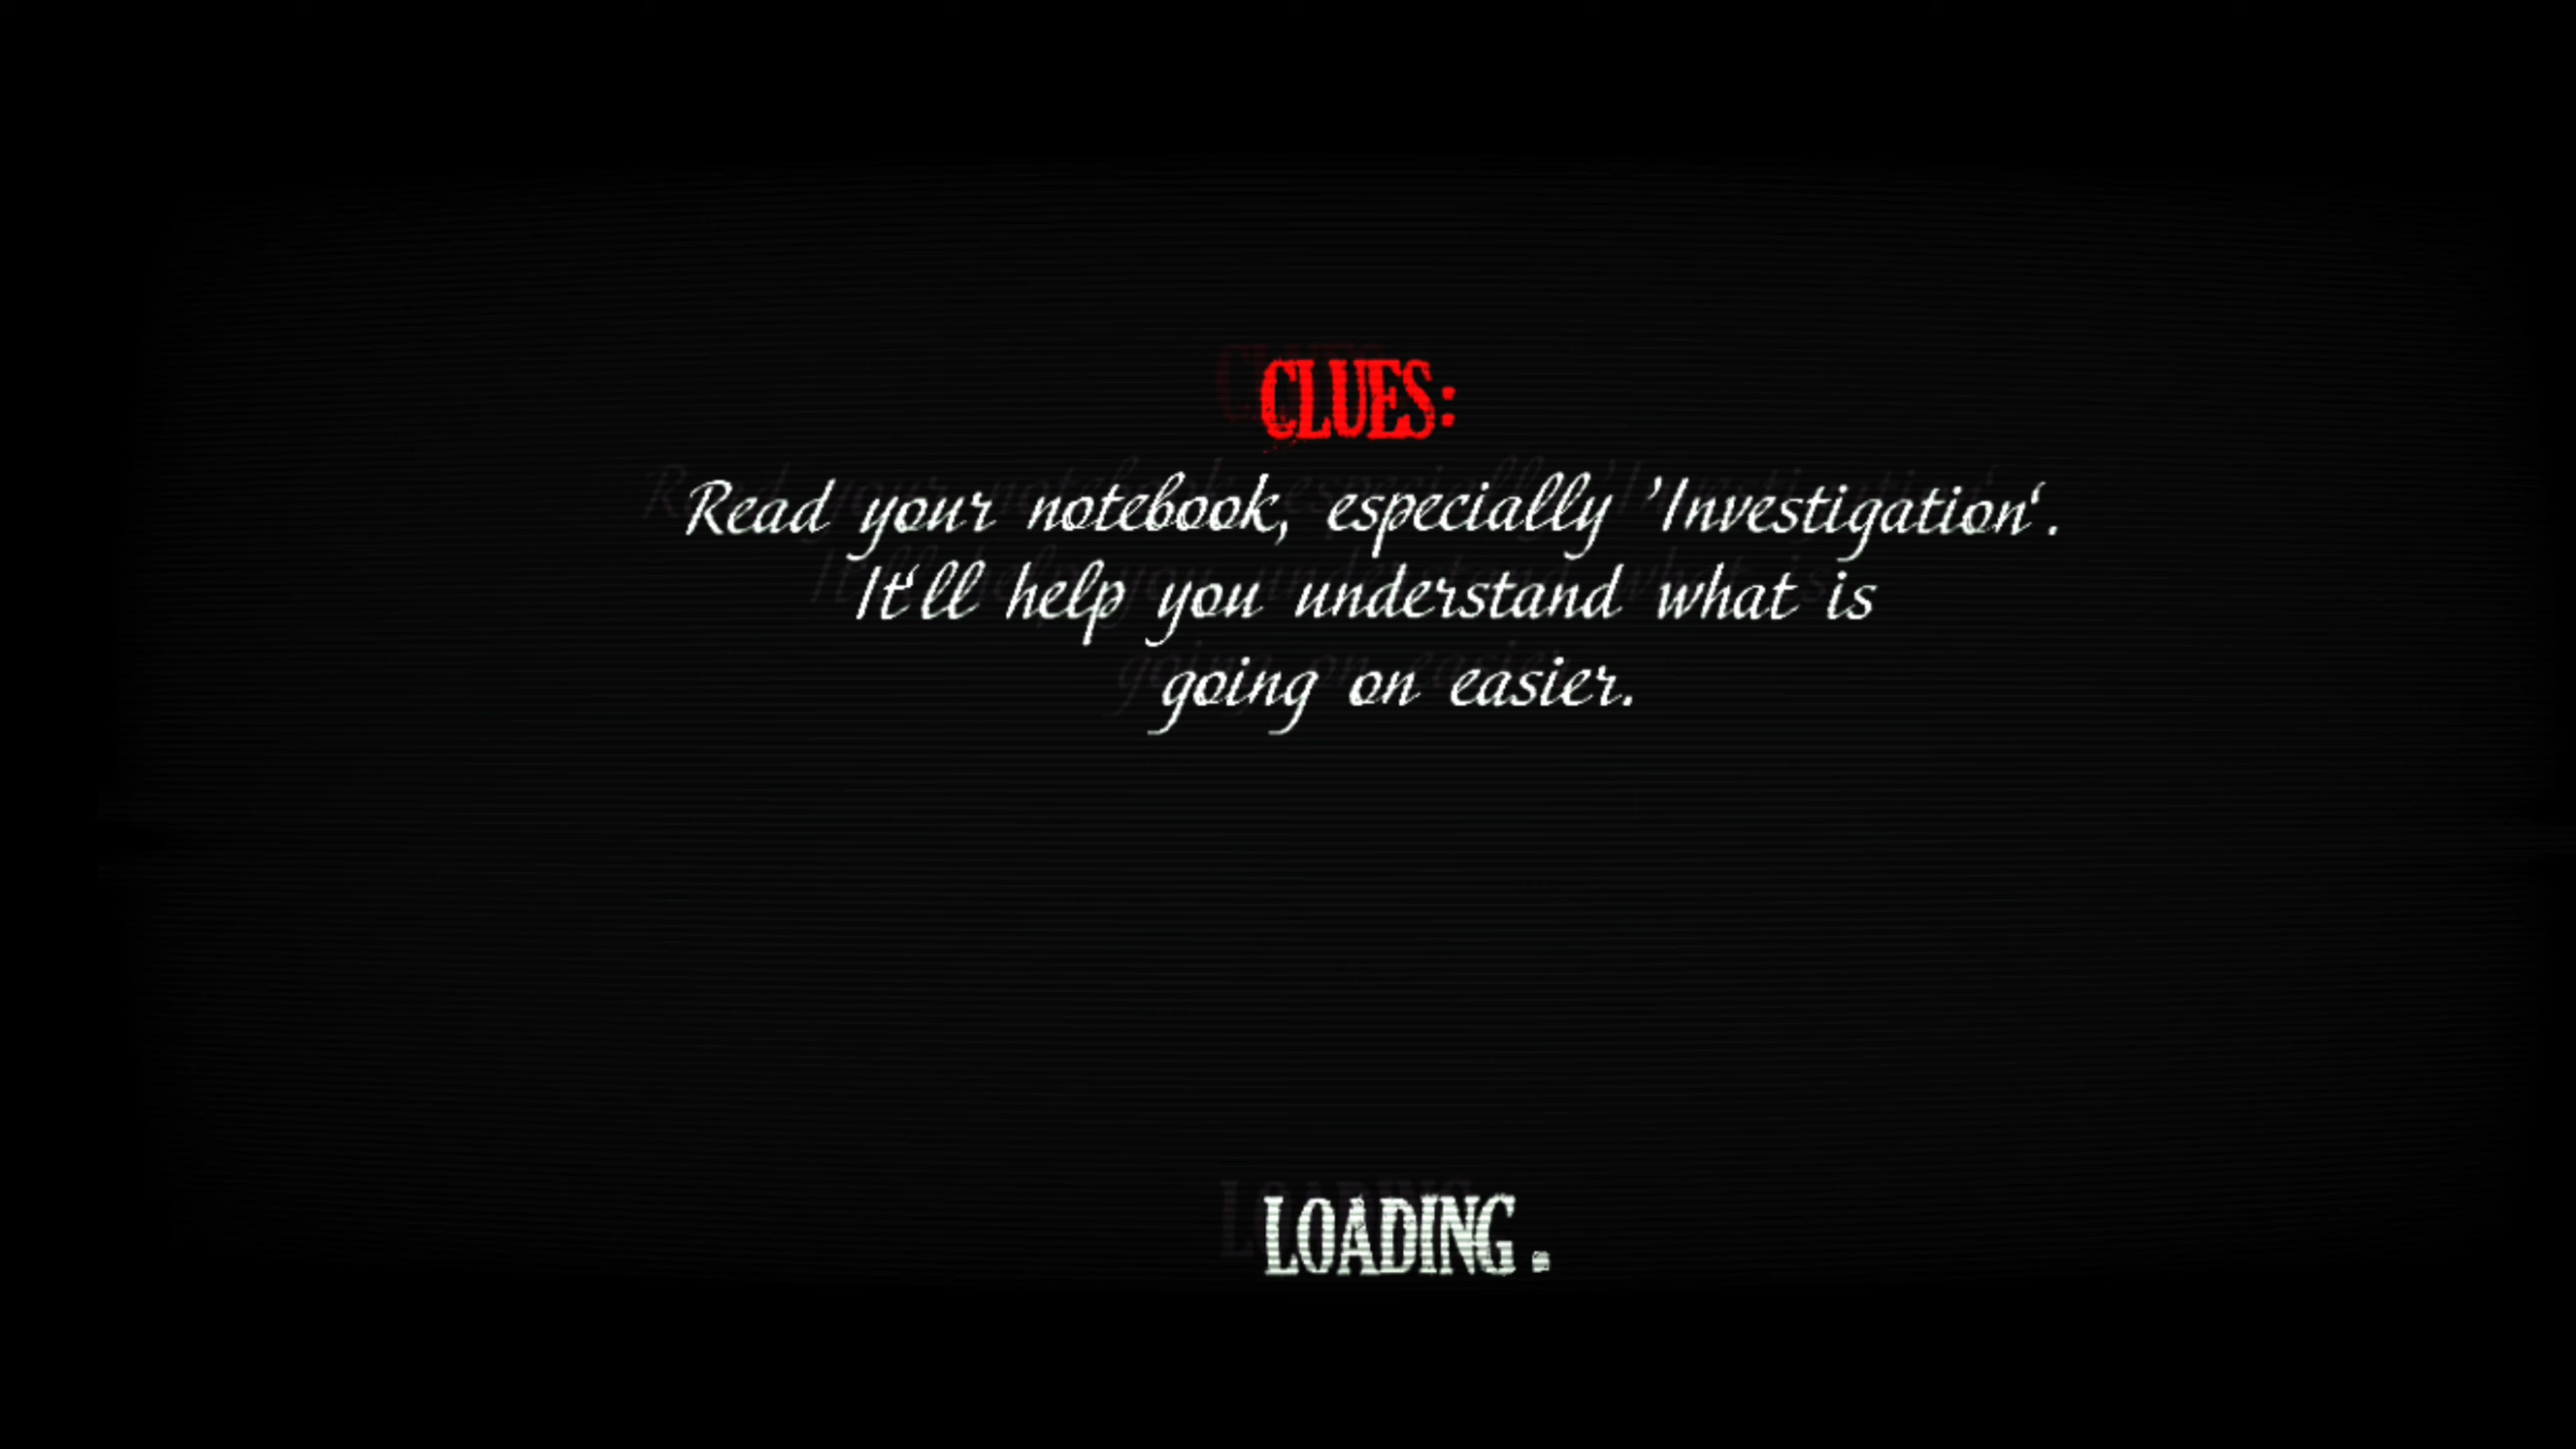 CLUES:
Read your notebook, especially 'Investigation'.
It'll help you understand what is
going on easier.
LOADING .